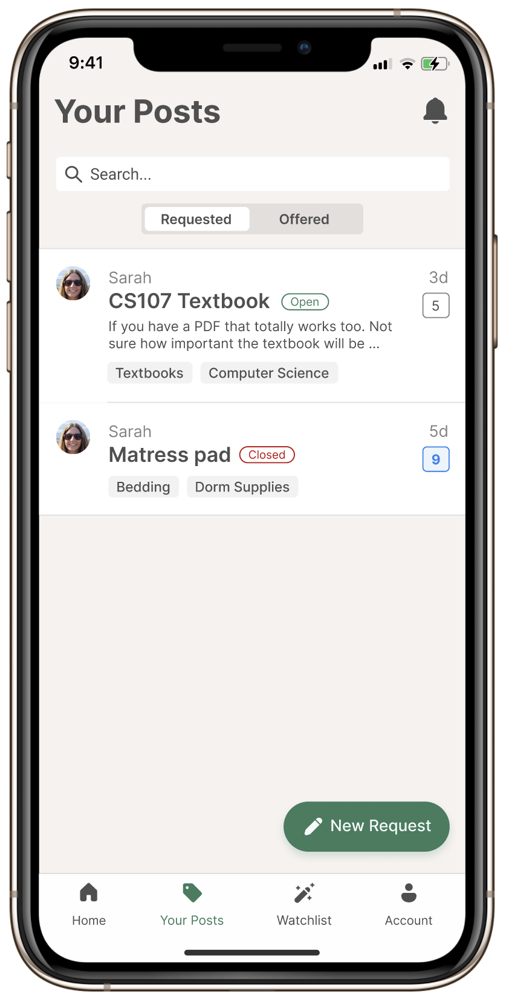 9:41
Your Posts
Search...
Requested Offered
Sarah 3d
CS107 Textbook Open 5
If you have a PDF that totally works too. Not
sure how important the textbook will be ...
Textbooks Computer Science
Sarah 5d
Matress pad Closed 9
Bedding Dorm Supplies
New Request
Home Your Posts Watchlist Account